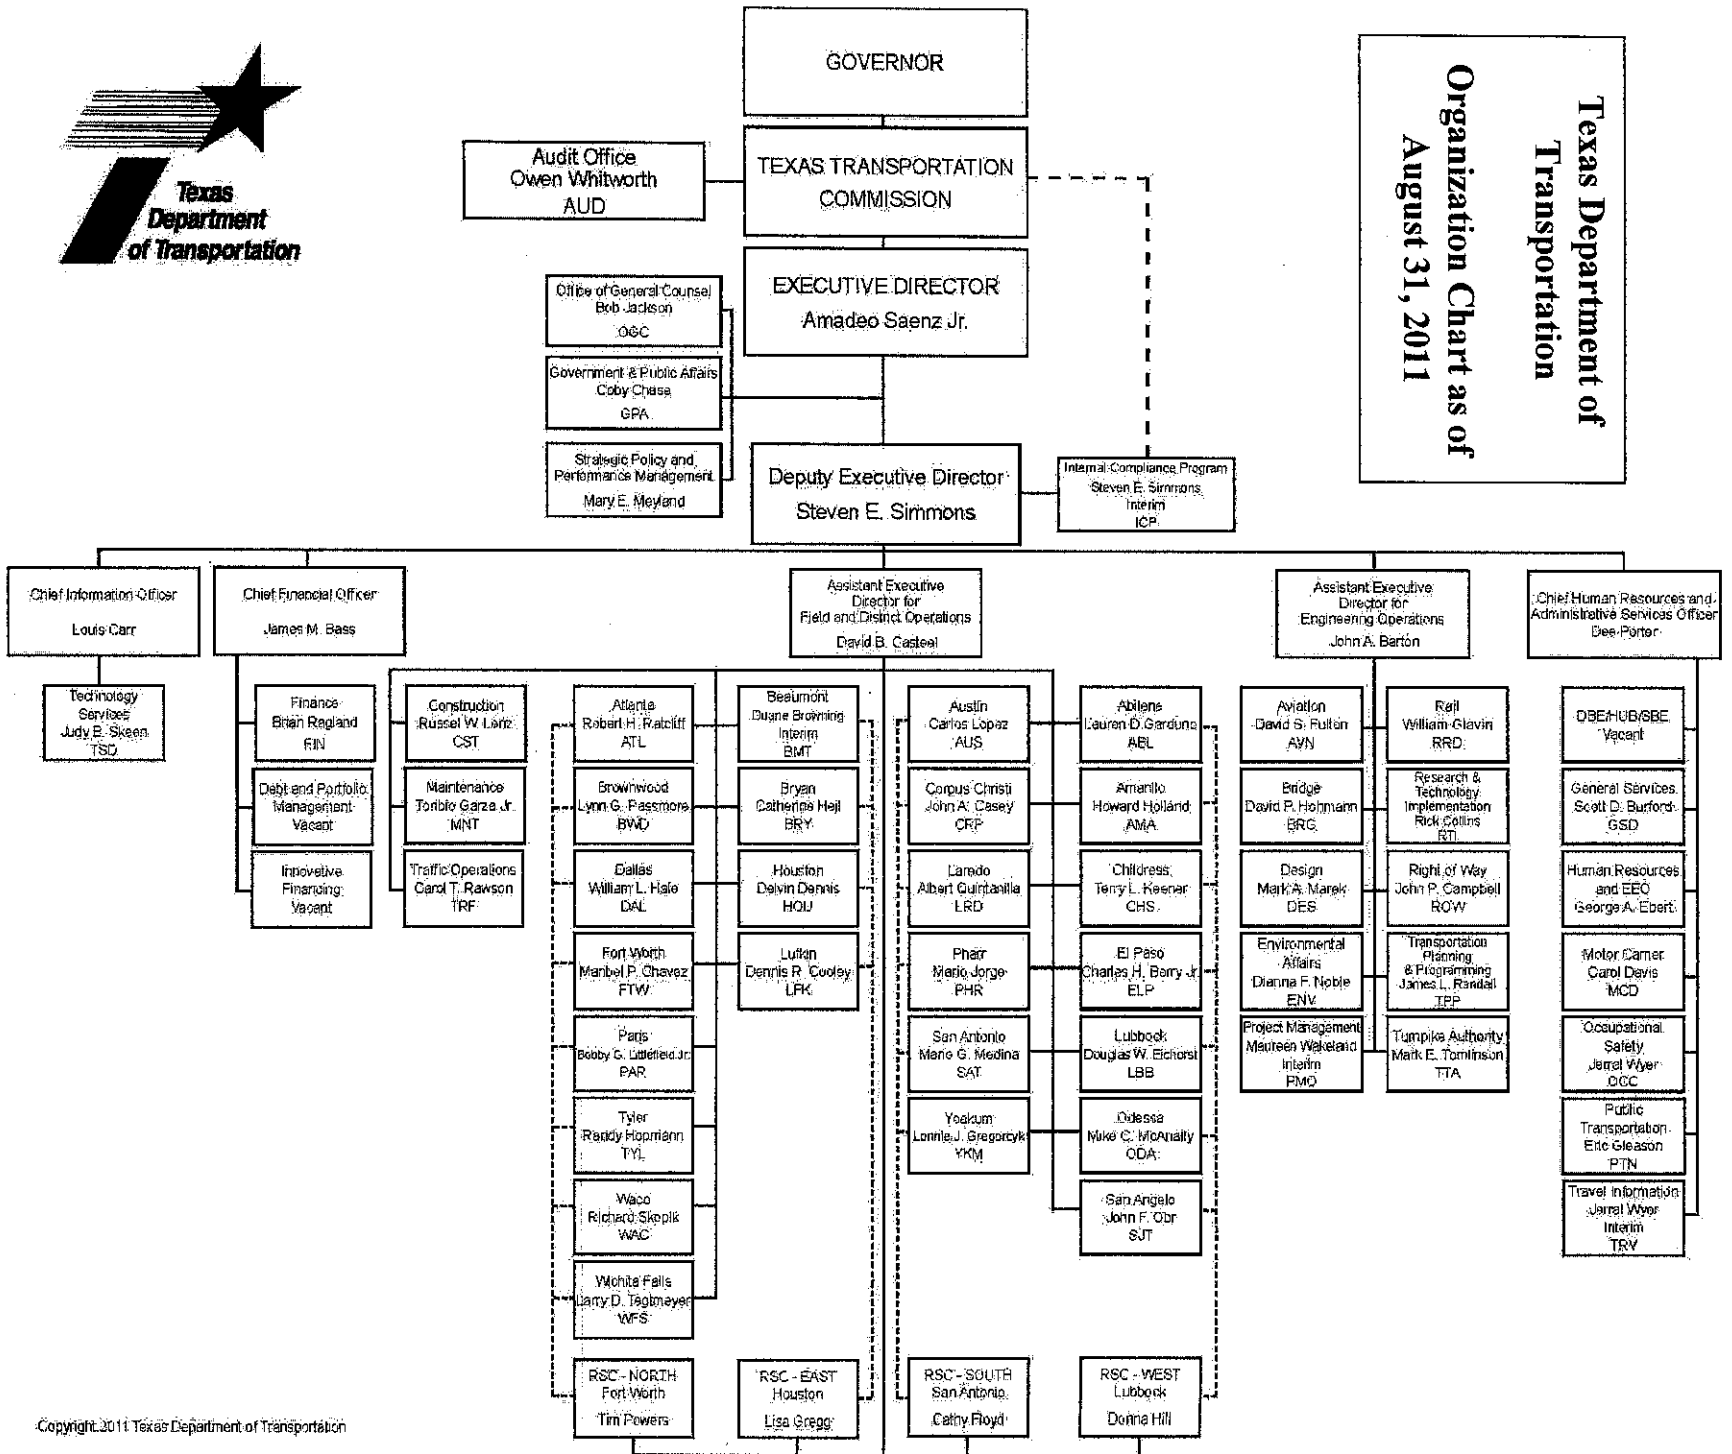 Texas Department of
Transportation
Organization Chart as of
August 31, 2011
Texas
Department
of Transportation
GOVERNOR
Audit Office
Owen Whitworth
AUD
TEXAS TRANSPORTATION
COMMISSION
EXECUTIVE DIRECTOR
Amadeo Saenz Jr.
Office of General Counsel
Bob Jackson
OGC
Government & Public Affairs
Coby Chase
GPA
Strategic Policy and
Performance Management
Mary E. Meyland
Deputy Executive Director
Steven E. Simmons
Internal Compliance Program
Steven E. Simmons
Interim
ICP
Chief Information Officer
Louis Carr
Chief Financial Officer
James M. Bass
Assistant Executive
Director for
Field and District Operations
David B. Casteel
Assistant Executive
Director for
Engineering Operations
John A. Barton
Chief Human Resources and
Administrative Services Officer
Dee Porter
Technology
Services
Judy B. Skeen
TSD
Finance
Brian Ragland
FIN
Debt and Portfolio
Management
Vacant
Innovative
Financing
Vacant
Construction
Russel W. Lenz
CST
Maintenance
Toribio Garza Jr.
MNT
Traffic Operations
Carol T. Rawson
TRF
Atlanta
Robert H. Ratcliff
ATL
Brownwood
Lynn G. Passmore
BWD
Dallas
William L. Hale
DAL
Fort Worth
Maribel P. Chavez
FTW
Paris
Bobby G. Littlefield Jr.
PAR
Tyler
Randy Hopmann
TYL
Waco
Richard Skopik
WAC
Wichita Falls
Larry D. Tegtmeyer
WFS
RSC - NORTH
Fort Worth
Tim Powers
Beaumont
Duane Browning
Interim
BMT
Bryan
Catherine Hejl
BRY
Houston
Delvin Dennis
HOU
Lufkin
Dennis R. Cooley
LFK
RSC - EAST
Houston
Lisa Gregg
Austin
Carlos Lopez
AUS
Corpus Christi
John A. Casey
CRP
Laredo
Albert Quintanilla
LRD
Pharr
Mario Jorge
PHR
San Antonio
Mario G. Medina
SAT
Yoakum
Lonnie J. Gregorcyk
YKM
RSC - SOUTH
San Antonio
Cathy Floyd
Abilene
Lauren D. Garduno
ABL
Amarillo
Howard Holland
AMA
Childress
Terry L. Keener
CHS
El Paso
Charles H. Berry Jr.
ELP
Lubbock
Douglas W. Eichorst
LBB
Odessa
Mike C. McAnally
ODA
San Angelo
John F. Obr
SJT
RSC - WEST
Lubbock
Donna Hill
Aviation
David S. Fulton
AVN
Bridge
David P. Hohmann
BRG
Design
Mark A. Marek
DES
Environmental
Affairs
Dianna F. Noble
ENV
Project Management
Maureen Wakeland
Interim
PMO
Rail
William Glavin
RRD
Research &
Technology
Implementation
Rick Collins
RTI
Right of Way
John P. Campbell
ROW
Transportation
Planning
& Programming
James L. Randall
TPP
Turnpike Authority
Mark E. Tomlinson
TTA
DBE/HUB/SBE
Vacant
General Services
Scott D. Burford
GSD
Human Resources
and EEO
George A. Ebert
Motor Carrier
Carol Davis
MCD
Occupational
Safety
Jerral Wyer
OCC
Public
Transportation
Eric Gleason
PTN
Travel Information
Jerral Wyer
Interim
TRV
Copyright 2011 Texas Department of Transportation